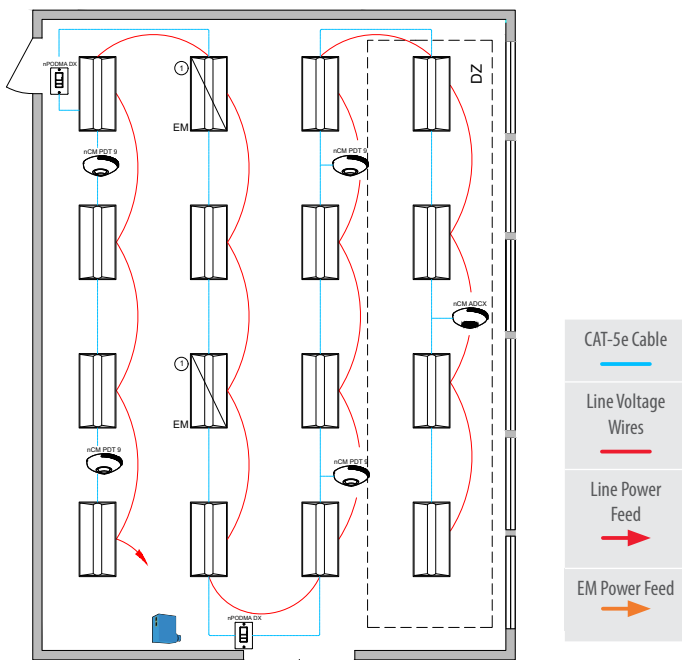 nPODMA DX
1
EM
DZ
nCM PDT 9
nCM PDT 9
nCM ADCX
1
EM
nCM PDT 9
nCM PDT 9
nPODMA DX
CAT-5e Cable
Line Voltage
Wires
Line Power
Feed
EM Power Feed